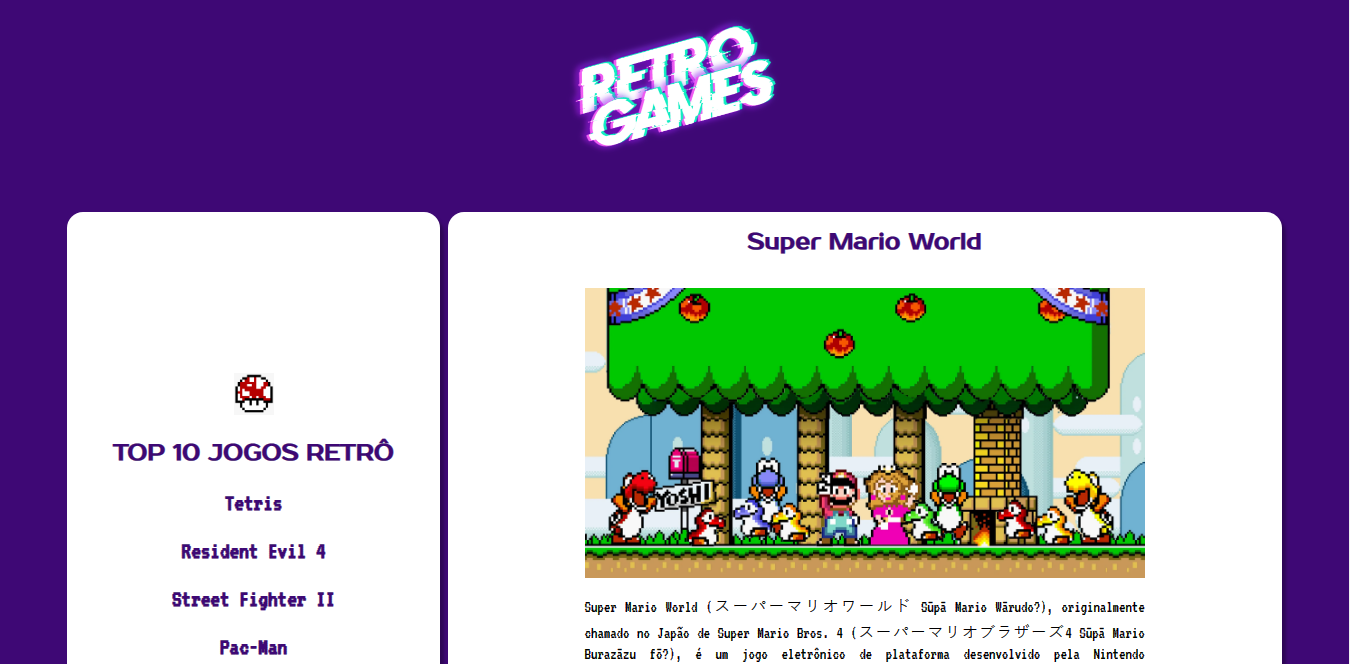 RETRO
GAMES
TOP 10 JOGOS RETRÔ
Tetris
Resident Evil 4
Street Fighter II
Pac-Man
Super Mario World
YOSHI
Super Mario World (スーパーマリオワールド Sūpā Mario Wārudo?), originalmente
chamado no Japão de Super Mario Bros. 4 (スーパーマリオブラザーズ4 Sūpā Mario
Burazāzu fō?), é um jogo eletrônico de plataforma desenvolvido pela Nintendo